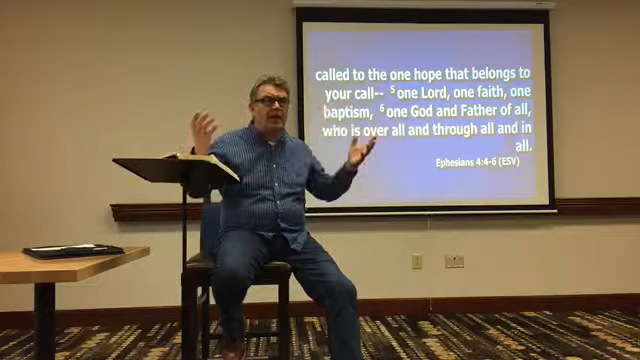 called to the one hope that belongs to
your call-- ⁵ one Lord, one faith, one
baptism, ⁶ one God and Father of all,
who is over all and through all and in
all.
Ephesians 4:4-6 (ESV)